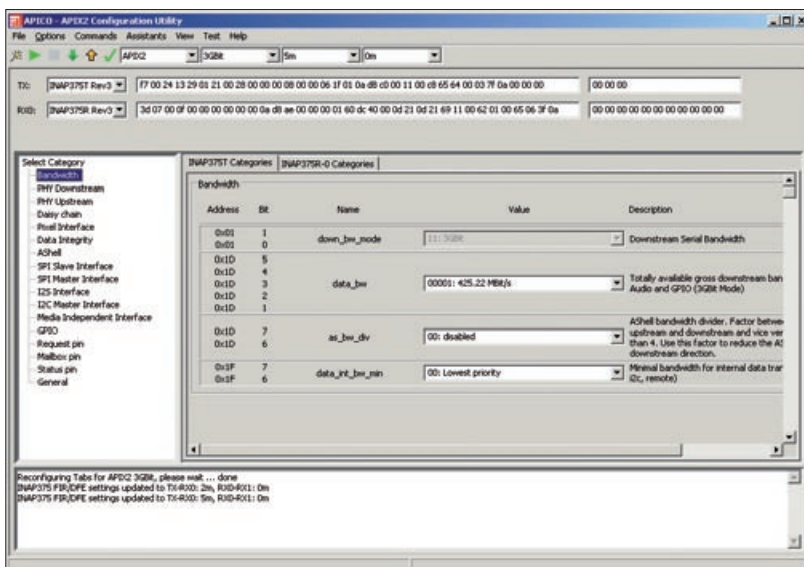 APICO - APIX2 Configuration Utility
File Options Commands Assistants View Test Help
APIX2 3GBit 5m 0m
TX: INAP375T Rev3 f7 00 24 13 29 01 21 00 28 00 00 00 08 00 00 06 1f 01 0a d8 c0 00 11 00 c8 65 64 00 03 7f 0a 00 00 00 00 00 00
RX0: INAP375R Rev3 3d 07 00 0f 00 00 00 00 00 00 0a d8 ae 00 00 00 01 60 dc 40 00 0d 21 0d 21 69 11 00 62 01 00 65 06 3f 0a 00 00 00 00 00 00 00 00 00 00 00
Select Category
Bandwidth
PHY Downstream
PHY Upstream
Daisy chain
Pixel Interface
Data Integrity
AShell
SPI Slave Interface
SPI Master Interface
I2S Interface
I2C Master Interface
Media Independent Interface
GPIO
Request pin
Mailbox pin
Status pin
General
INAP375T Categories INAP375R-0 Categories
Bandwidth
Address Bit Name Value Description
0x01 1
0x01 0
down_bw_mode 11: 3GBit Downstream Serial Bandwidth
0x1D 5
0x1D 4
0x1D 3
0x1D 2
0x1D 1
data_bw 00001: 425.22 MBit/s Totally available gross downstream ban
Audio and GPIO (3GBit Mode)
0x1D 7
0x1D 6
as_bw_div 00: disabled AShell bandwidth divider. Factor betwee
upstream and downstream and vice ver
than 4. Use this factor to reduce the AS
downstream direction.
0x1F 7
0x1F 6
data_int_bw_min 00: Lowest priority Minimal bandwidth for internal data tran
i2c, remote)
Reconfiguring Tabs for APIX2 3GBit, please wait ... done
INAP375 FIR/DFE settings updated to TX-RX0: 2m, RX0-RX1: 0m
INAP375 FIR/DFE settings updated to TX-RX0: 5m, RX0-RX1: 0m